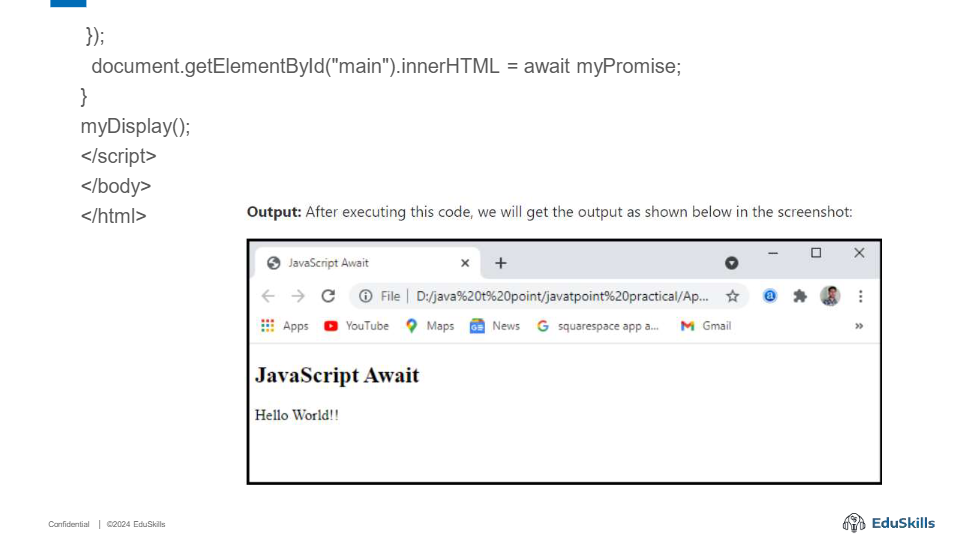 });
document.getElementById("main").innerHTML = await myPromise;
}
myDisplay();
</script>
</body>
</html>
Output: After executing this code, we will get the output as shown below in the screenshot:
JavaScript Await
File | D:/java%20t%20point/javatpoint%20practical/Ap...
Apps YouTube Maps News squarespace app a... Gmail »
JavaScript Await
Hello World!!
Confidential | ©2024 EduSkills
EduSkills